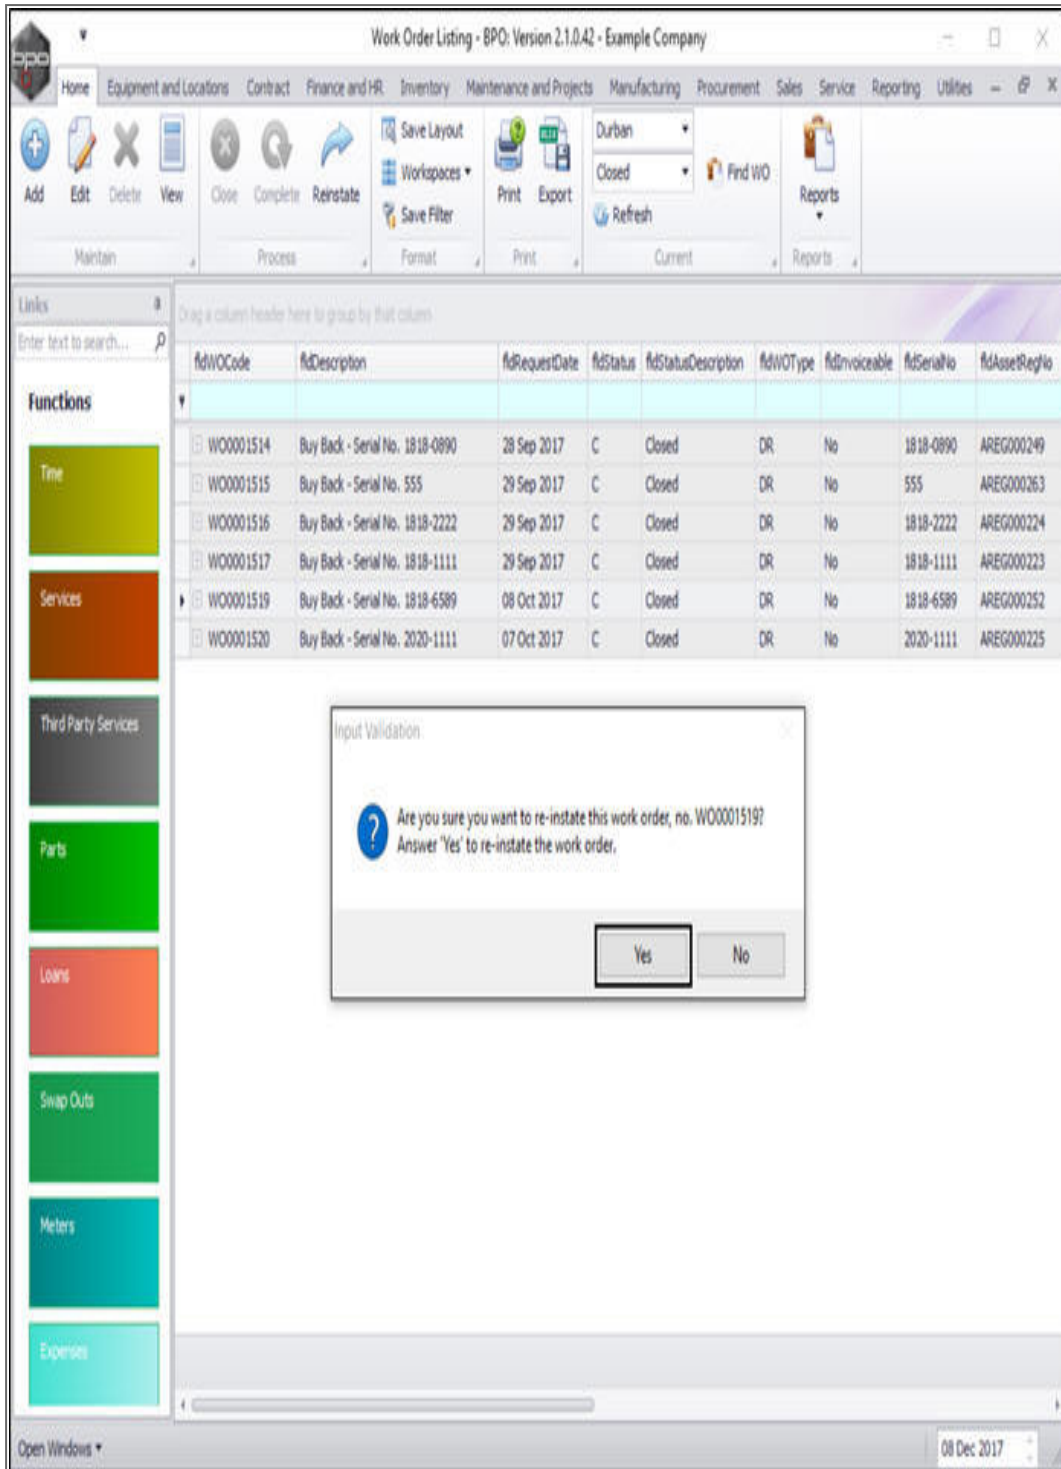 Work Order Listing - BPO: Version 2.1.0.42 - Example Company
bpo
Home Equipment and Locations Contract Finance and HR Inventory Maintenance and Projects Manufacturing Procurement Sales Service Reporting Utilities
Add Edit Delete View Close Complete Reinstate Save Layout Workspaces Save Filter Print Export Durban Closed Refresh Find WO Reports
Maintain Process Format Print Current Reports
Links
Enter text to search...
Drag a column header here to group by that column
fldWOCode fldDescription fldRequestDate fldStatus fldStatusDescription fldWOType fldInvoiceable fldSerialNo fldAssetRegNo
WO0001514 Buy Back - Serial No. 1818-0890 28 Sep 2017 C Closed DR No 1818-0890 AREG000249
WO0001515 Buy Back - Serial No. 555 29 Sep 2017 C Closed DR No 555 AREG000263
WO0001516 Buy Back - Serial No. 1818-2222 29 Sep 2017 C Closed DR No 1818-2222 AREG000224
WO0001517 Buy Back - Serial No. 1818-1111 29 Sep 2017 C Closed DR No 1818-1111 AREG000223
WO0001519 Buy Back - Serial No. 1818-6589 08 Oct 2017 C Closed DR No 1818-6589 AREG000252
WO0001520 Buy Back - Serial No. 2020-1111 07 Oct 2017 C Closed DR No 2020-1111 AREG000225
Functions
Time
Services
Third Party Services
Parts
Loans
Swap Outs
Meters
Expenses
Input Validation
Are you sure you want to re-instate this work order, no. WO0001519?
Answer 'Yes' to re-instate the work order.
Yes No
Open Windows 08 Dec 2017